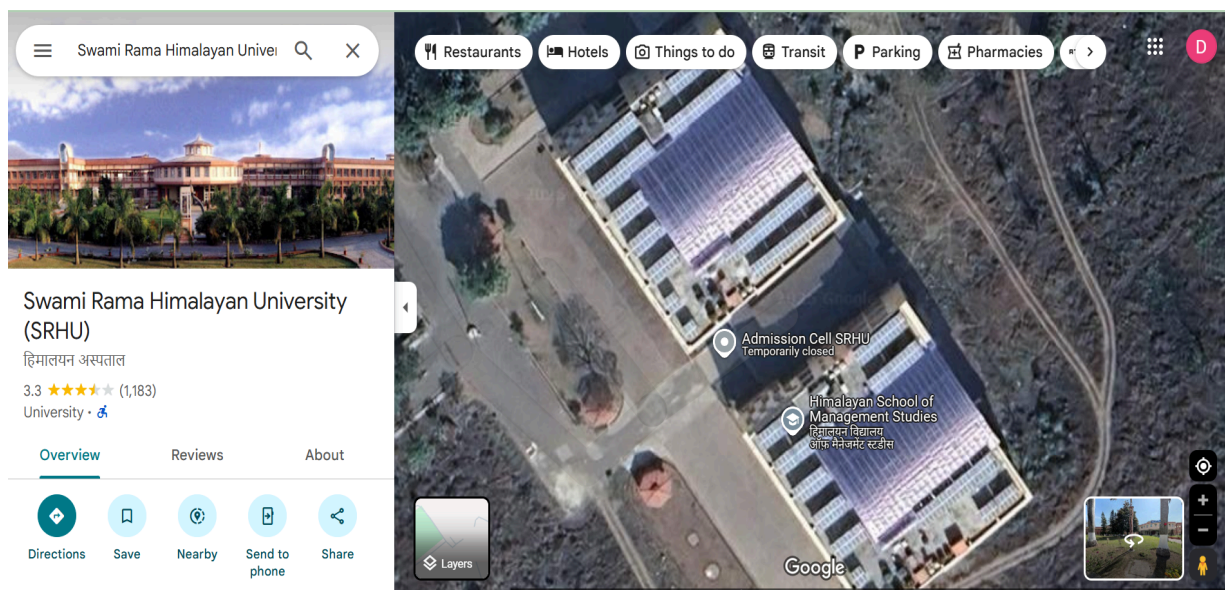 Swami Rama Himalayan Univer
Restaurants
Hotels
Things to do
Transit
Parking
Pharmacies
D
Swami Rama Himalayan University
(SRHU)
हिमालयन अस्पताल
3.3 (1,183)
University ·
Overview
Reviews
About
Directions
Save
Nearby
Send to
phone
Share
Admission Cell SRHU
Temporarily closed
Himalayan School of
Management Studies
हिमालयन विद्यालय
ऑफ़ मैनेजमेंट स्टडीस
Layers
Google